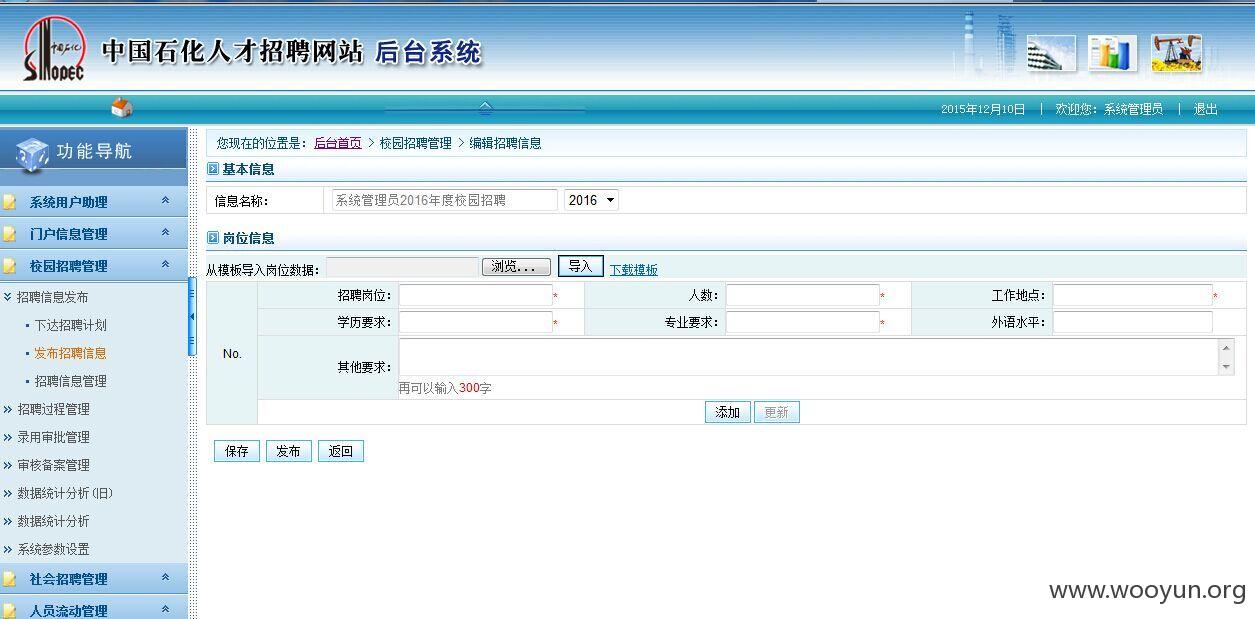 SINOPEC
中国石化人才招聘网站 后台系统
2015年12月10日 | 欢迎您：系统管理员 | 退出
功能导航
系统用户助理
门户信息管理
校园招聘管理
招聘信息发布
下达招聘计划
发布招聘信息
招聘信息管理
招聘过程管理
录用审批管理
审核备案管理
数据统计分析(旧)
数据统计分析
系统参数设置
社会招聘管理
人员流动管理
您现在的位置是：后台首页 > 校园招聘管理 > 编辑招聘信息
基本信息
信息名称： 系统管理员2016年度校园招聘 2016
岗位信息
从模板导入岗位数据： 浏览... 导入 下载模板
No.
招聘岗位： * 人数： * 工作地点： *
学历要求： * 专业要求： * 外语水平：
其他要求：
再可以输入300字
添加 更新
保存 发布 返回
www.wooyun.org